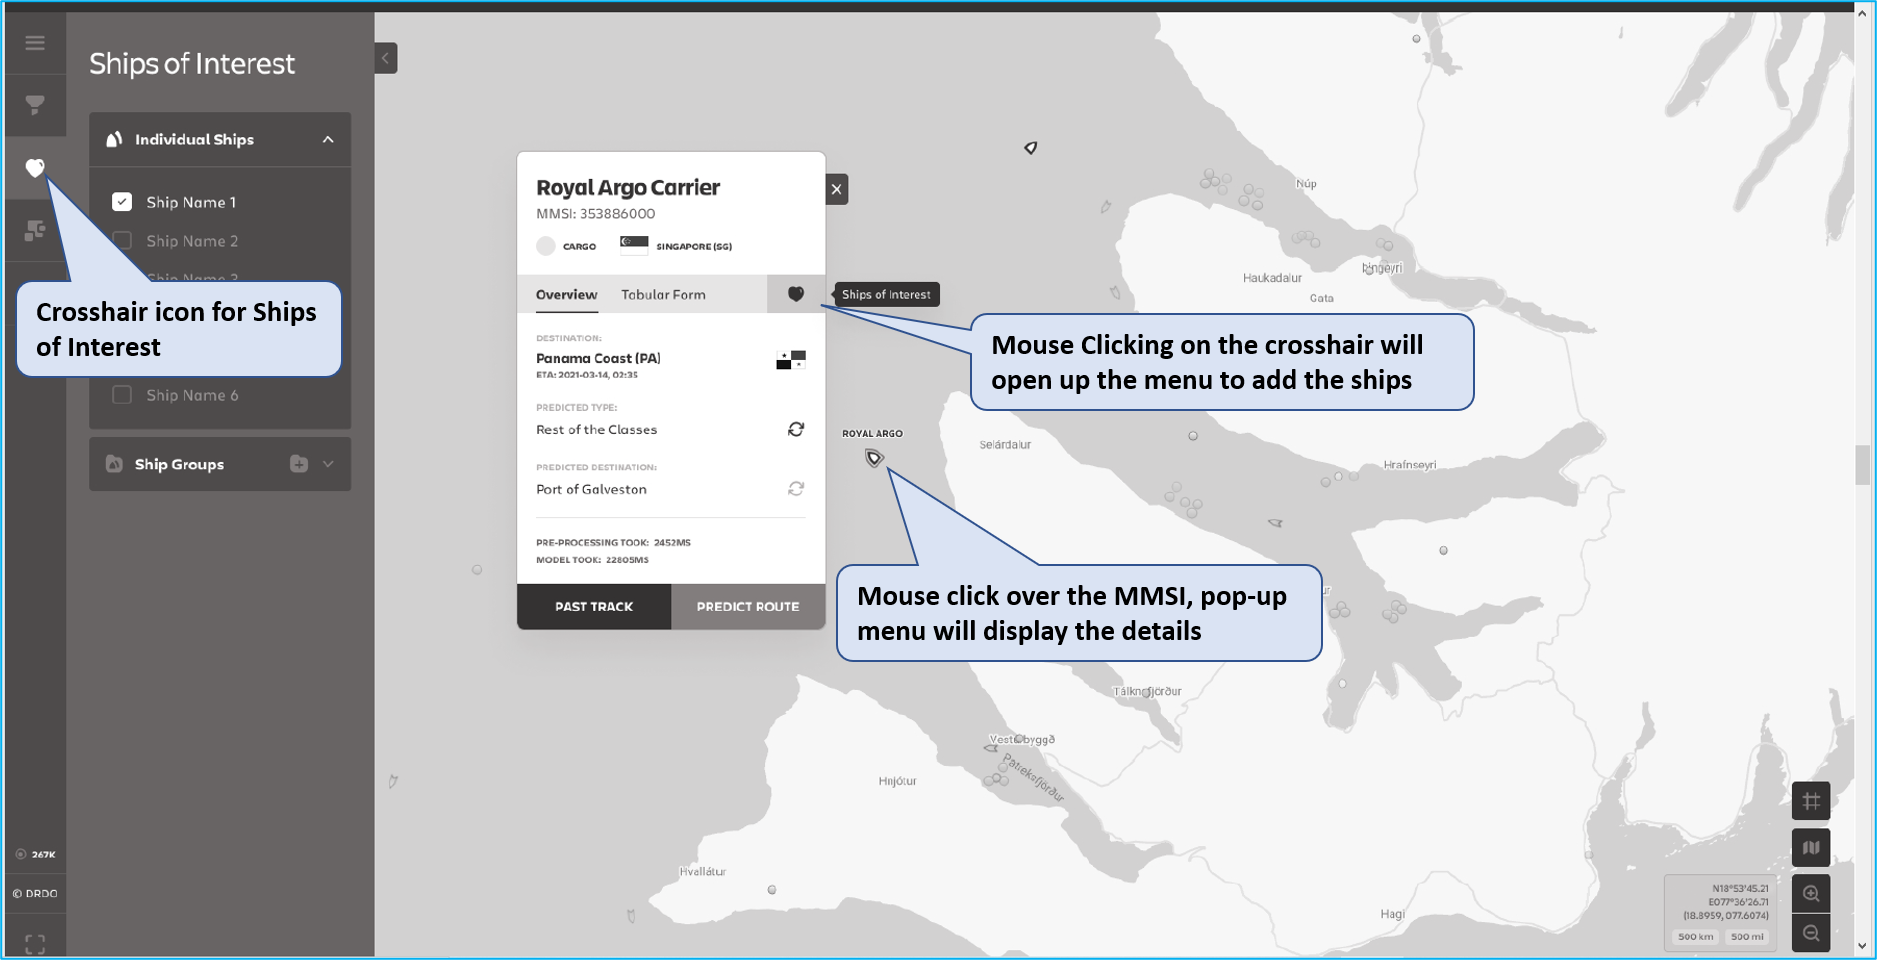 Ships of Interest
Individual Ships
Ship Name 1
Ship Name 2
Ship Name 3
Crosshair icon for Ships
of Interest
Ship Name 6
Ship Groups
267K
© DRDO
Royal Argo Carrier
MMSI: 353886000
CARGO
SINGAPORE (SG)
Overview
Tabular Form
Ships of Interest
DESTINATION:
Panama Coast (PA)
ETA: 2021-03-14, 02:35
PREDICTED TYPE:
Rest of the Classes
PREDICTED DESTINATION:
Port of Galveston
PRE-PROCESSING TOOK: 2452MS
MODEL TOOK: 22805MS
PAST TRACK
PREDICT ROUTE
Mouse Clicking on the crosshair will
open up the menu to add the ships
ROYAL ARGO
Mouse click over the MMSI, pop-up
menu will display the details
Núp
Haukadalur
Þingeyri
Gata
Selárdalur
Hrafnseyri
Tálknafjörður
Vesturbyggð
Patreksfjörður
Hnjótur
Hvallátur
Hagi
N18°53'45.21
E077°36'26.71
(18.8959, 077.6074)
500 km
500 mi